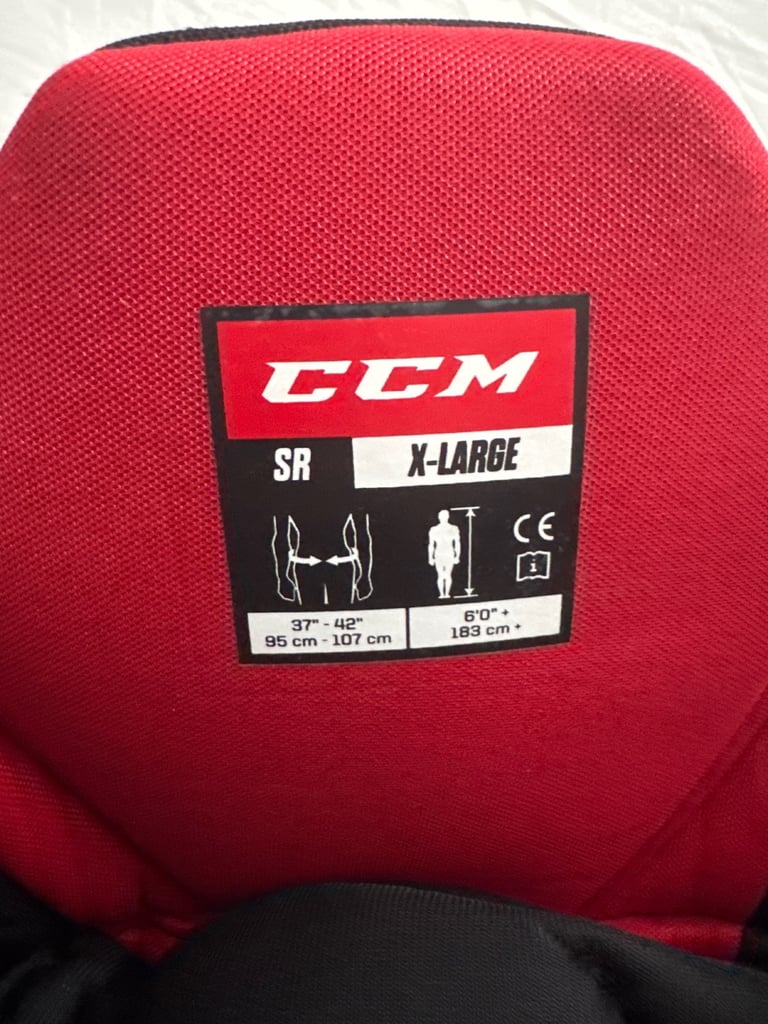 CCM
SR X-LARGE
CE
i
37" - 42" 6'0" +
95 cm - 107 cm 183 cm +